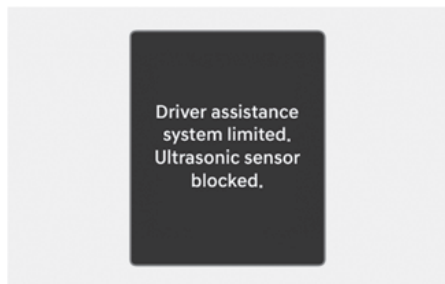 Driver assistance
system limited.
Ultrasonic sensor
blocked.